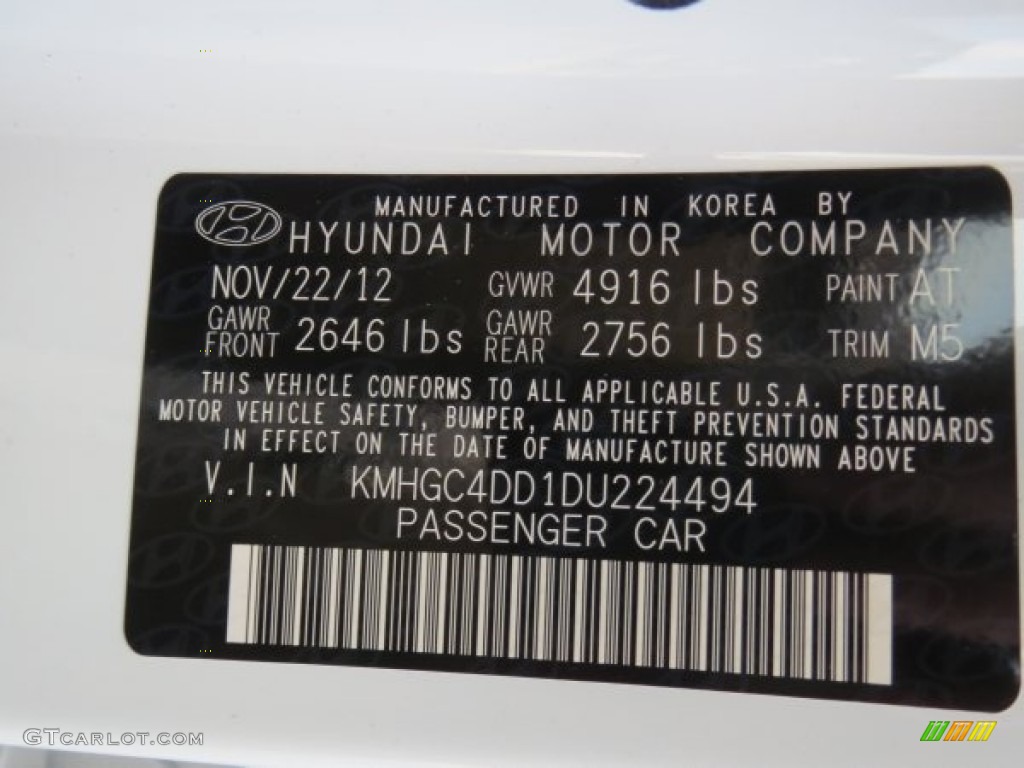 MANUFACTURED IN KOREA BY
HYUNDAI MOTOR COMPANY
NOV/22/12 GVWR 4916 lbs PAINT AT
GAWR FRONT 2646 lbs GAWR REAR 2756 lbs TRIM M5
THIS VEHICLE CONFORMS TO ALL APPLICABLE U.S.A. FEDERAL
MOTOR VEHICLE SAFETY, BUMPER, AND THEFT PREVENTION STANDARDS
IN EFFECT ON THE DATE OF MANUFACTURE SHOWN ABOVE
V.I.N KMHGC4DD1DU224494
PASSENGER CAR
GTCARLOT.COM